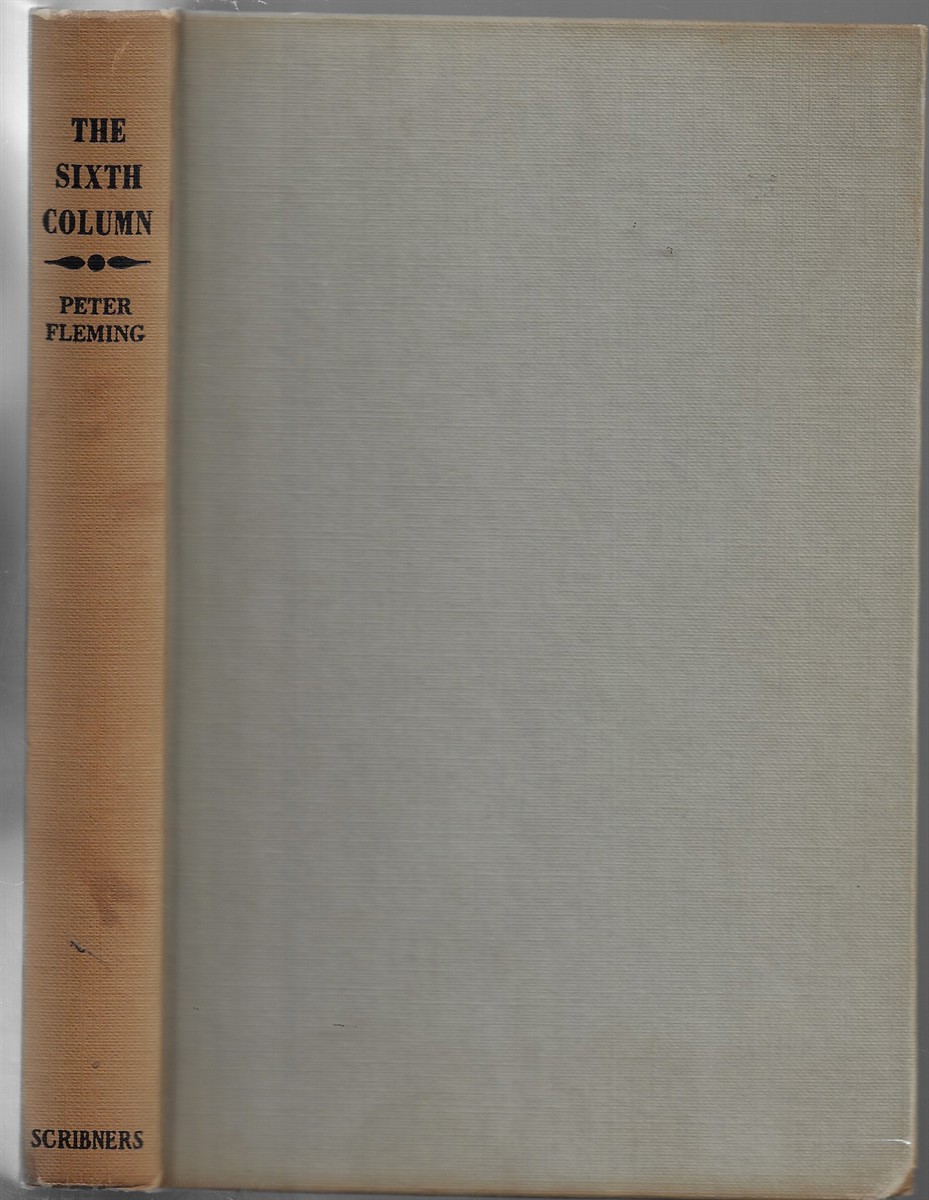 THE
SIXTH
COLUMN
PETER
FLEMING
SCRIBNERS